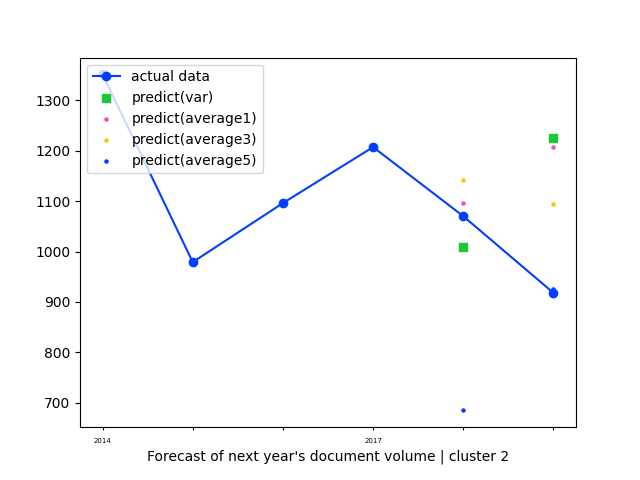 actual data
predict(var)
predict(average1)
predict(average3)
predict(average5)
1300
1200
1100
1000
900
800
700
2014
2017
Forecast of next year's document volume | cluster 2